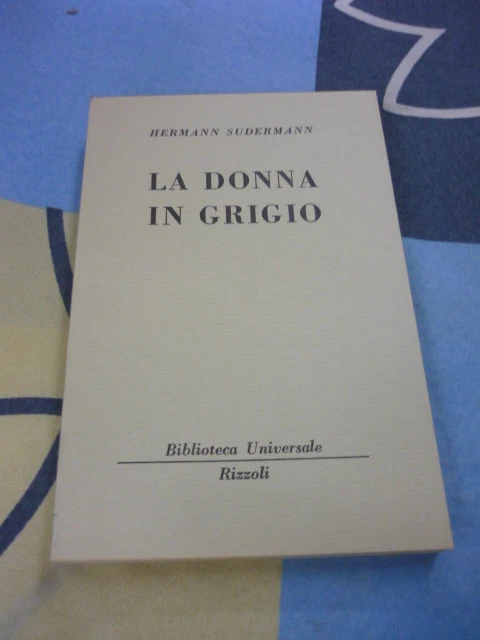 HERMANN SUDERMANN
LA DONNA
IN GRIGIO
Biblioteca Universale
Rizzoli